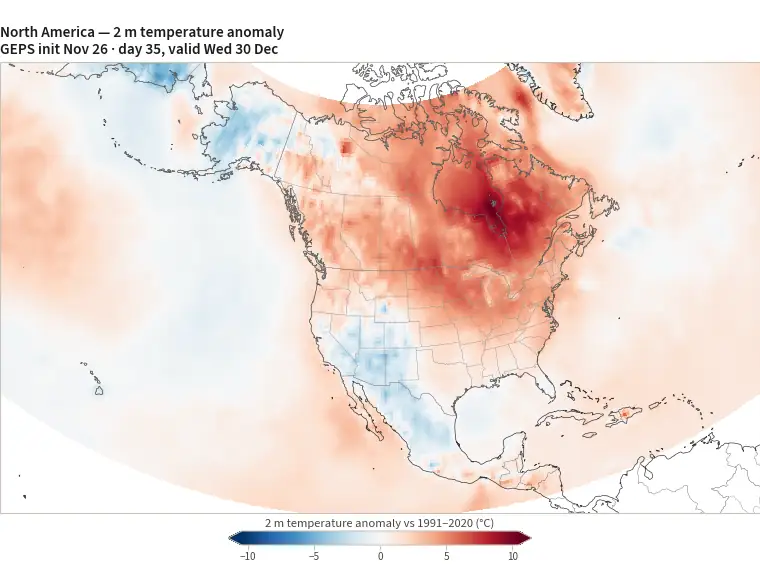 North America — 2 m temperature anomaly
GEPS init Nov 26 · day 35, valid Wed 30 Dec
2 m temperature anomaly vs 1991–2020 (°C)
−10 −5 0 5 10